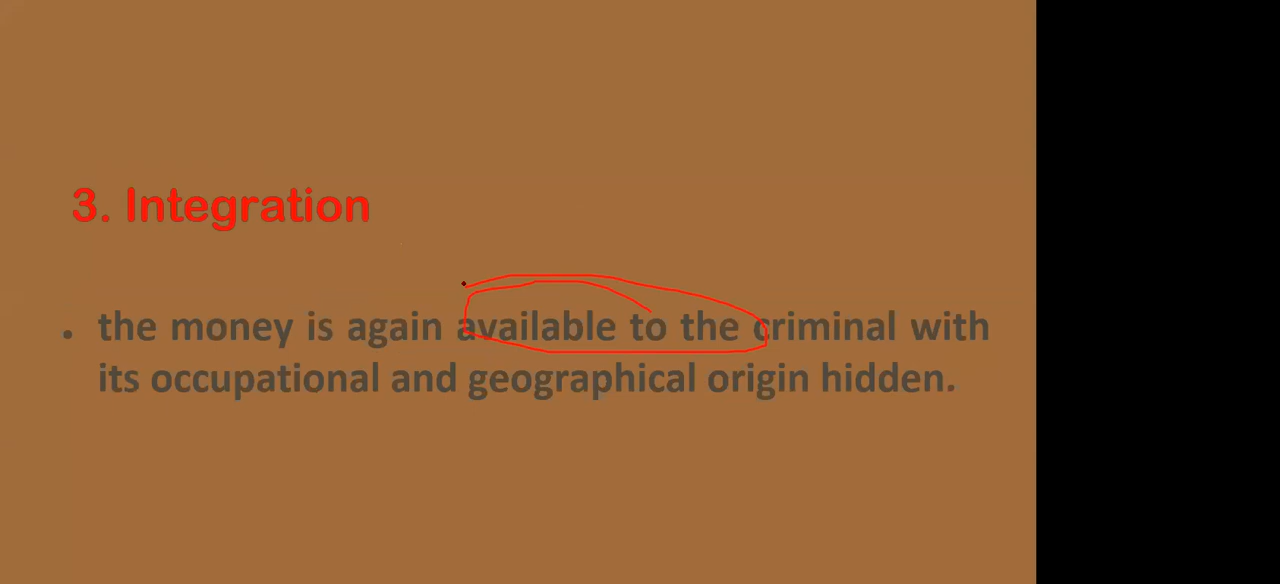 3. Integration
• the money is again available to the criminal with
its occupational and geographical origin hidden.